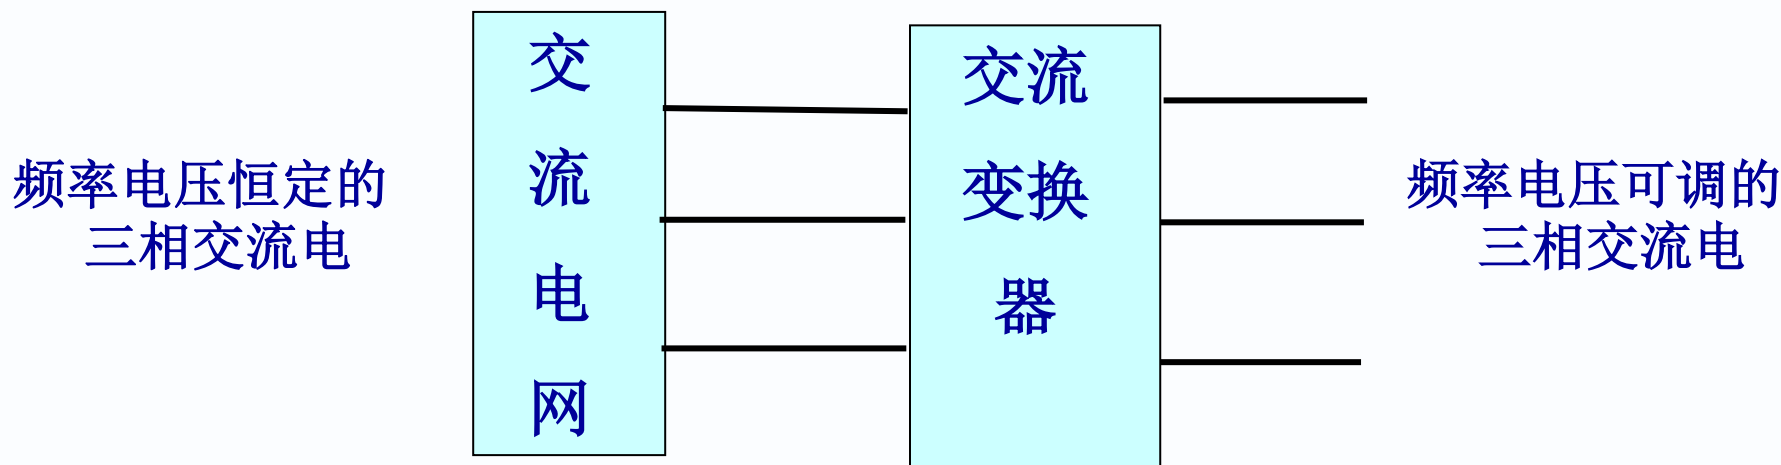 频率电压恒定的
三相交流电
交
流
电
网
交流
变换
器
频率电压可调的
三相交流电